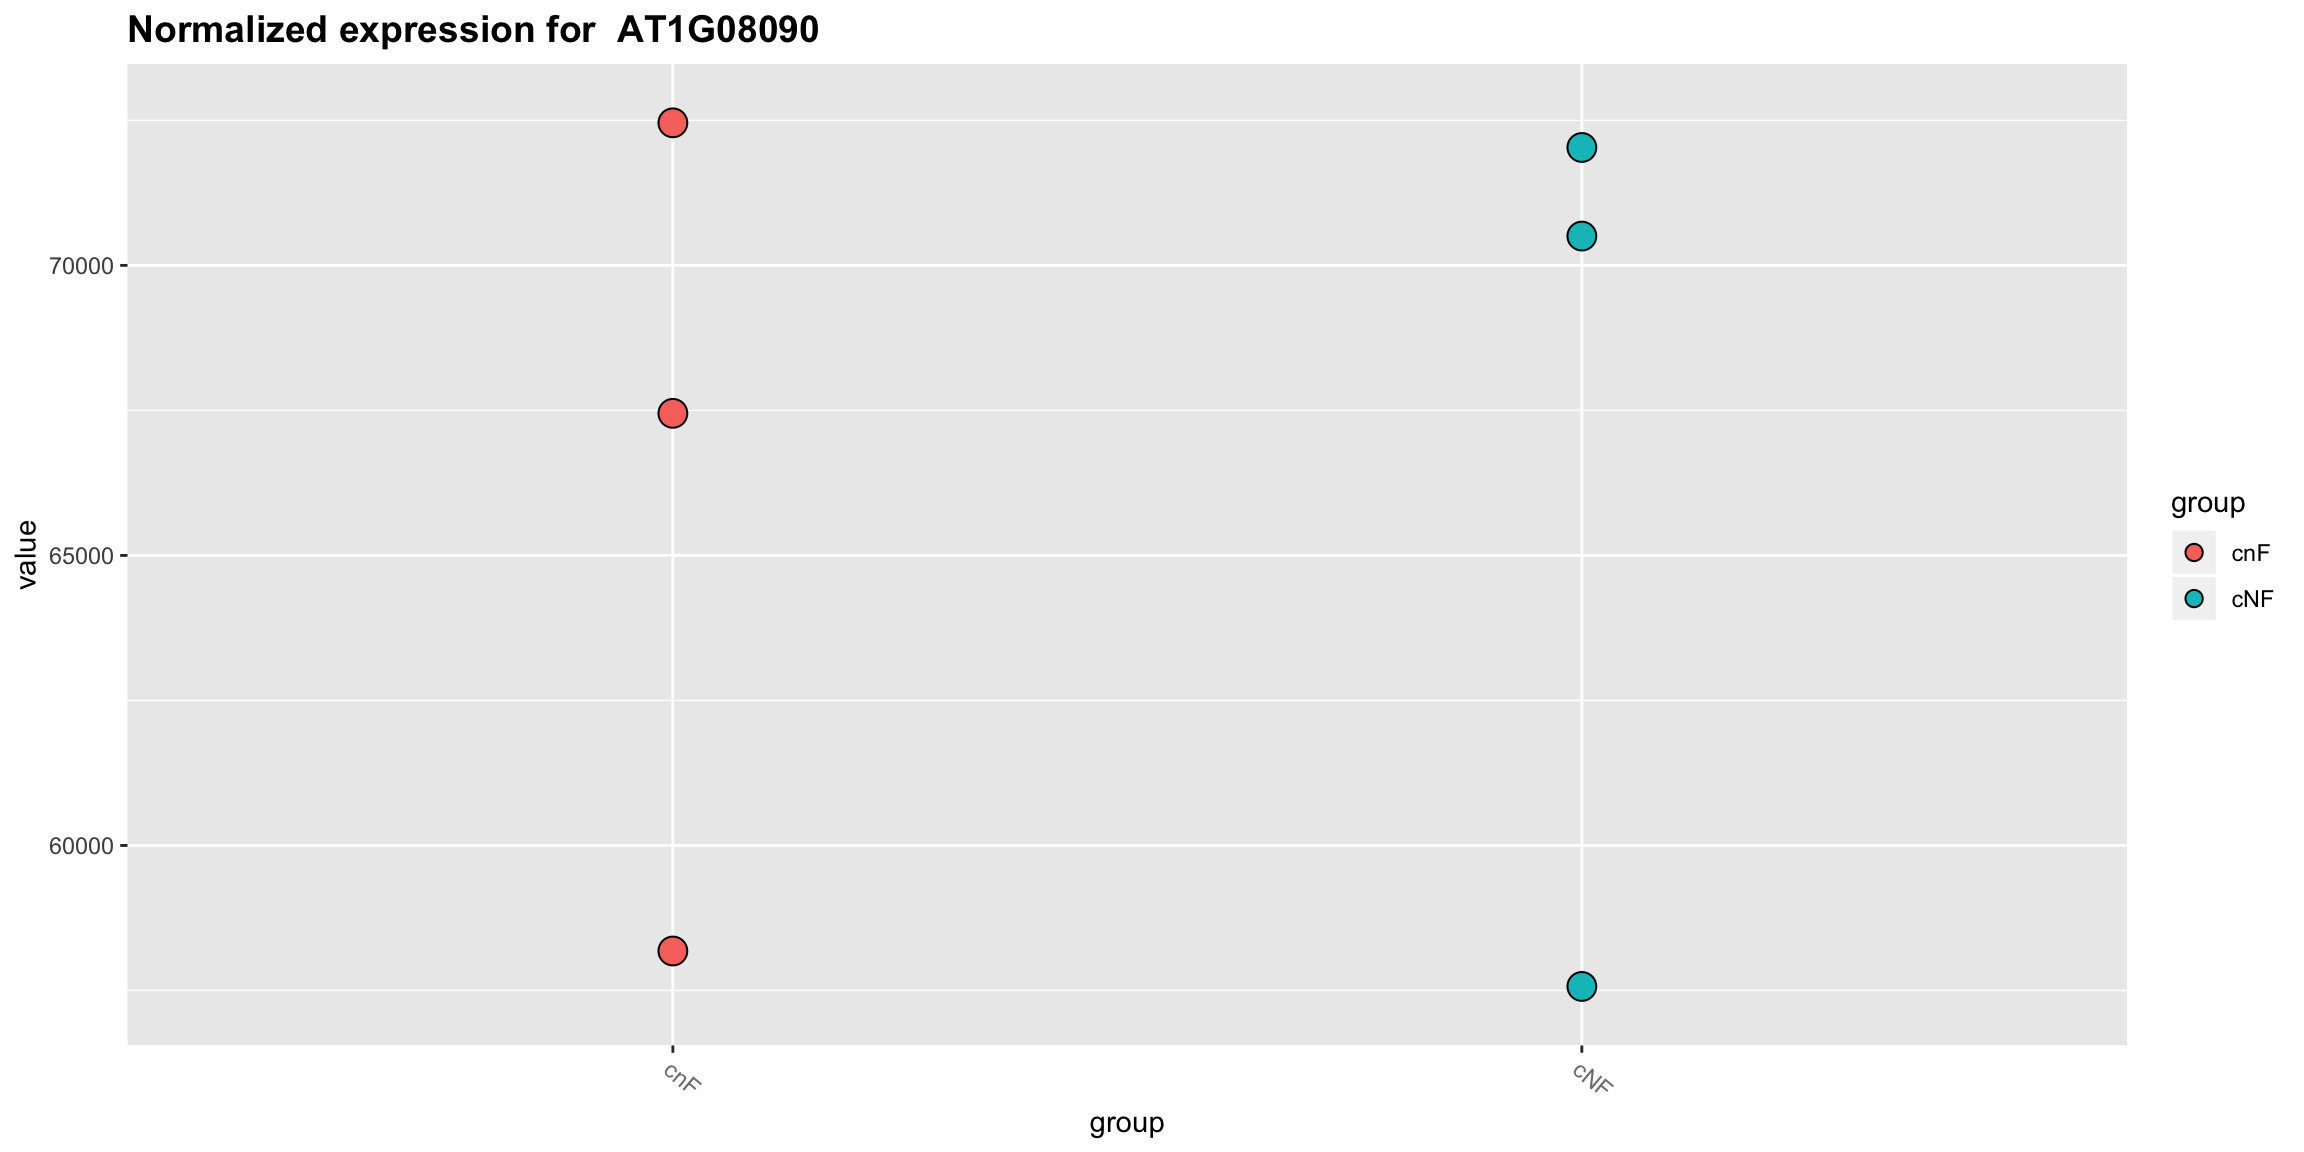 Normalized expression for  AT1G08090
value
70000
65000
60000
cnF
cNF
group
group
cnF
cNF